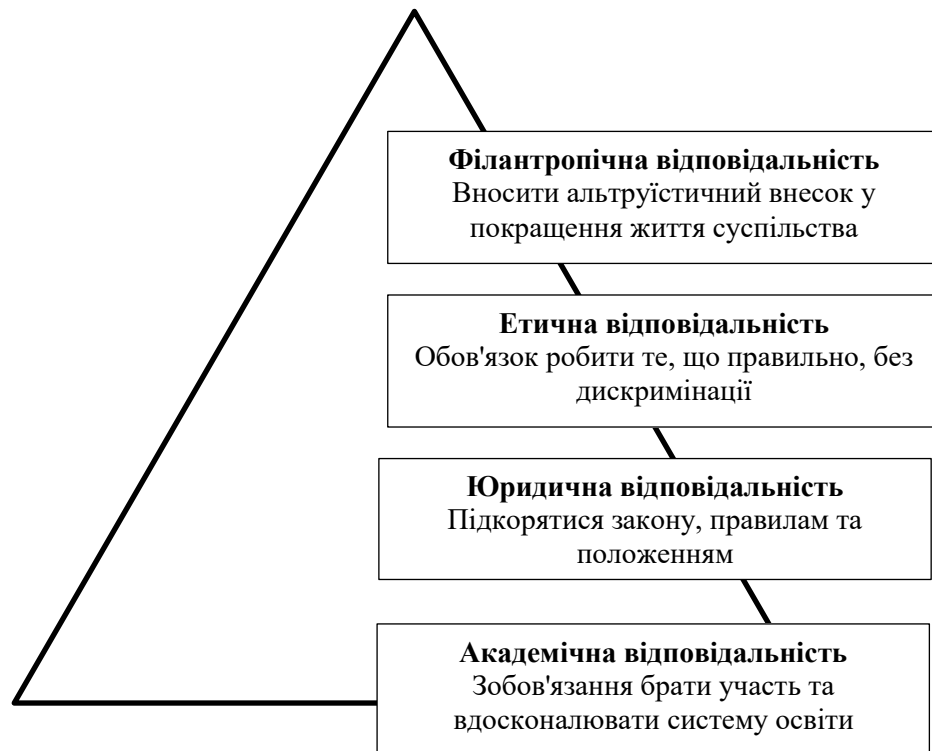 Філантропічна відповідальність
Вносити альтруїстичний внесок у
покращення життя суспільства
Етична відповідальність
Обов'язок робити те, що правильно, без
дискримінації
Юридична відповідальність
Підкорятися закону, правилам та
положенням
Академічна відповідальність
Зобов'язання брати участь та
вдосконалювати систему освіти